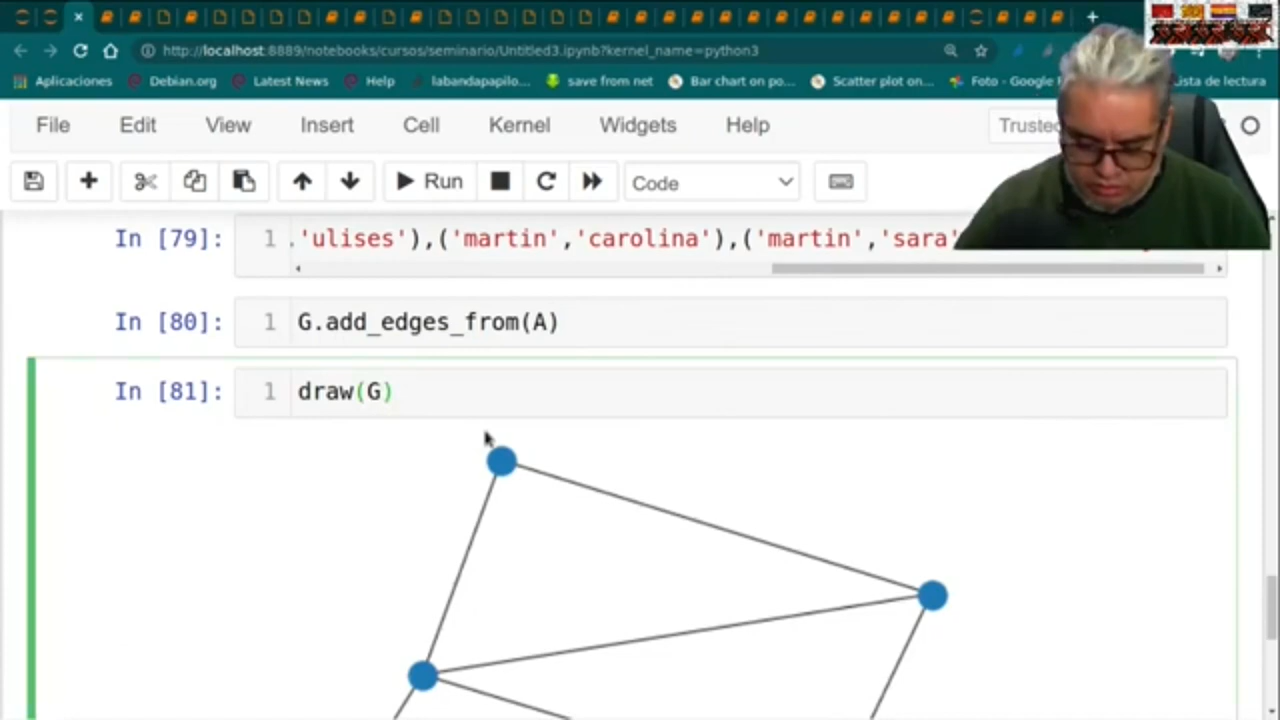 http://localhost:8889/notebooks/cursos/seminario/Untitled3.ipynb?kernel_name=python3
Aplicaciones Debian.org Latest News Help labandapapilo... save from net Bar chart on po... Scatter plot on... Foto - Google lista de lectura
File Edit View Insert Cell Kernel Widgets Help Trusted
Run Code
In [79]: 1 .'ulises'),('martin','carolina'),('martin','sara'
In [80]: 1 G.add_edges_from(A)
In [81]: 1 draw(G)